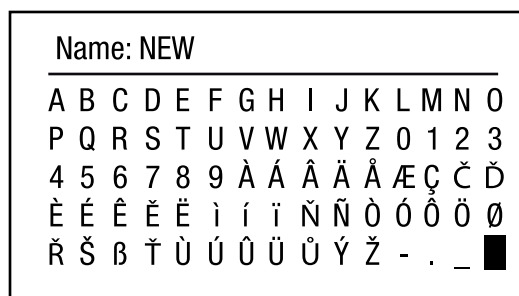 Name: NEW
A B C D E F G H I J K L M N O
P Q R S T U V W X Y Z 0 1 2 3
4 5 6 7 8 9 À Á Â Ä Å Æ Ç Č Ď
È É Ê Ě Ë ì í ï Ň Ñ Ò Ó Ô Ö Ø
Ř Š ß Ť Ù Ú Û Ü Ů Ý Ž - . _